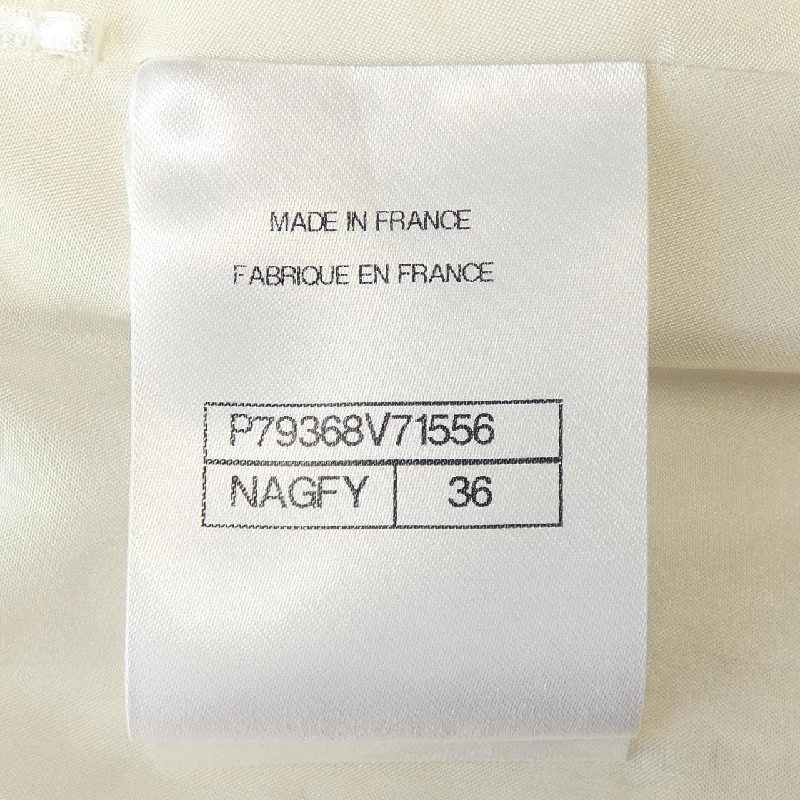 MADE IN FRANCE
FABRIQUE EN FRANCE
P79368V71556
NAGFY 36